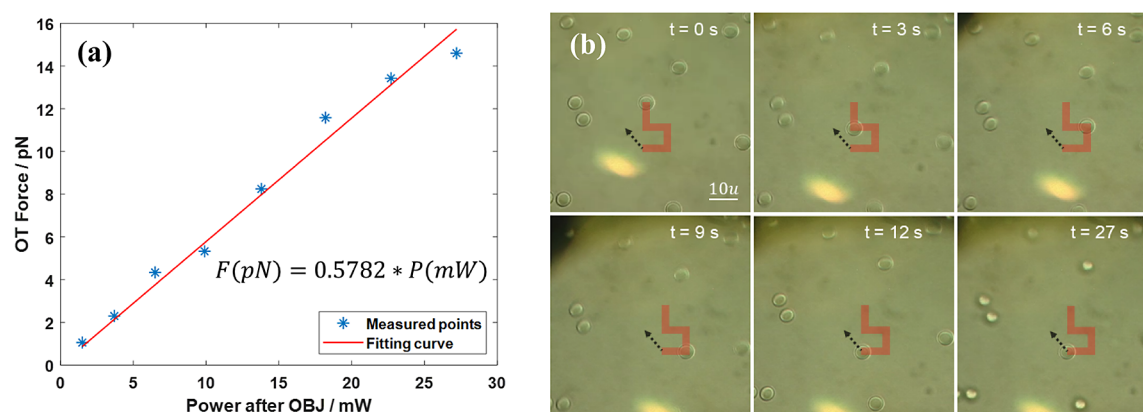 (a)
16
14
12
10
8
6
4
2
0
OT Force / pN
F(pN) = 0.5782 * P(mW)
Measured points
Fitting curve
0 5 10 15 20 25 30
Power after OBJ / mW
(b)
t = 0 s
t = 3 s
t = 6 s
10u
t = 9 s
t = 12 s
t = 27 s